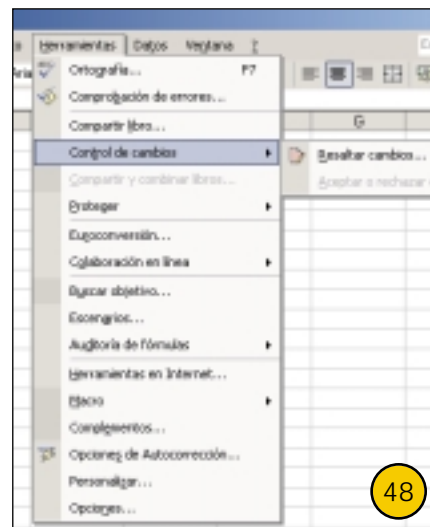 Herramientas Datos Ventana ?
Ortografía... F7
Comprobación de errores...
Compartir libro...
Control de cambios
Resaltar cambios...
Compartir y combinar libros...
Aceptar o rechazar
Proteger
Euroconversión...
Colaboración en línea
Buscar objetivo...
Escenarios...
Auditoría de fórmulas
Herramientas en Internet...
Macro
Complementos...
Opciones de Autocorrección...
Personalizar...
Opciones...
G
48